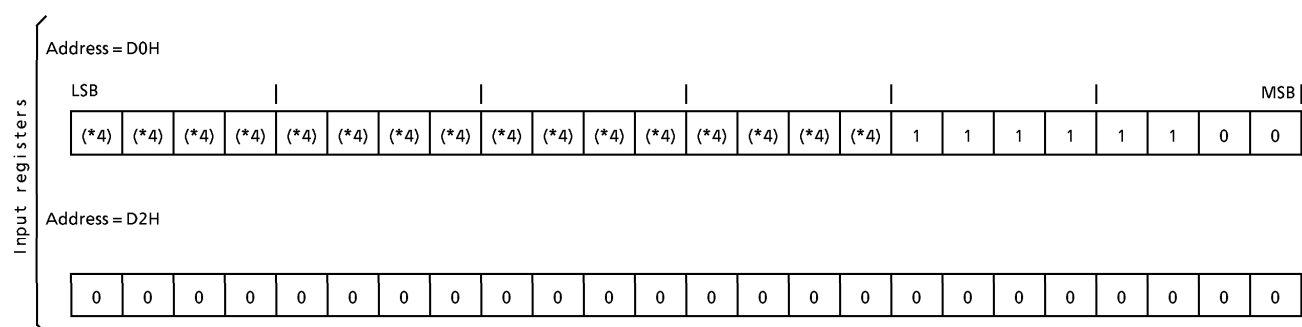 Input registers
Address = D0H
LSB MSB
(*4) (*4) (*4) (*4) (*4) (*4) (*4) (*4) (*4) (*4) (*4) (*4) (*4) (*4) (*4) (*4) 1 1 1 1 1 1 0 0
Address = D2H
0 0 0 0 0 0 0 0 0 0 0 0 0 0 0 0 0 0 0 0 0 0 0 0